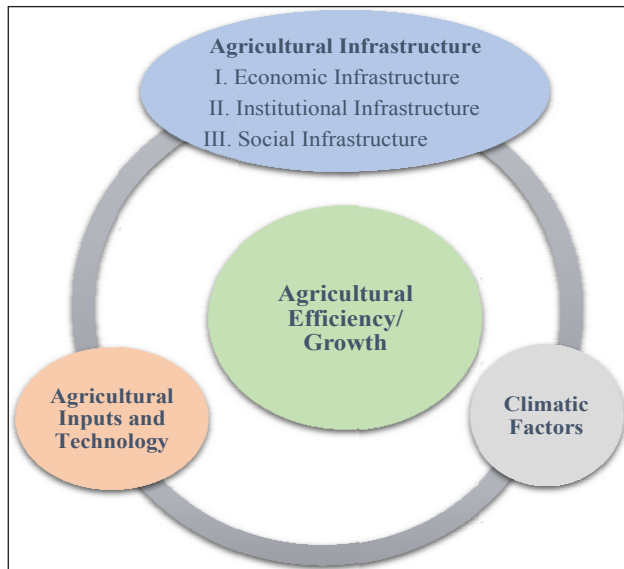 Agricultural Infrastructure
I. Economic Infrastructure
II. Institutional Infrastructure
III. Social Infrastructure
Agricultural
Efficiency/
Growth
Agricultural
Inputs and
Technology
Climatic
Factors